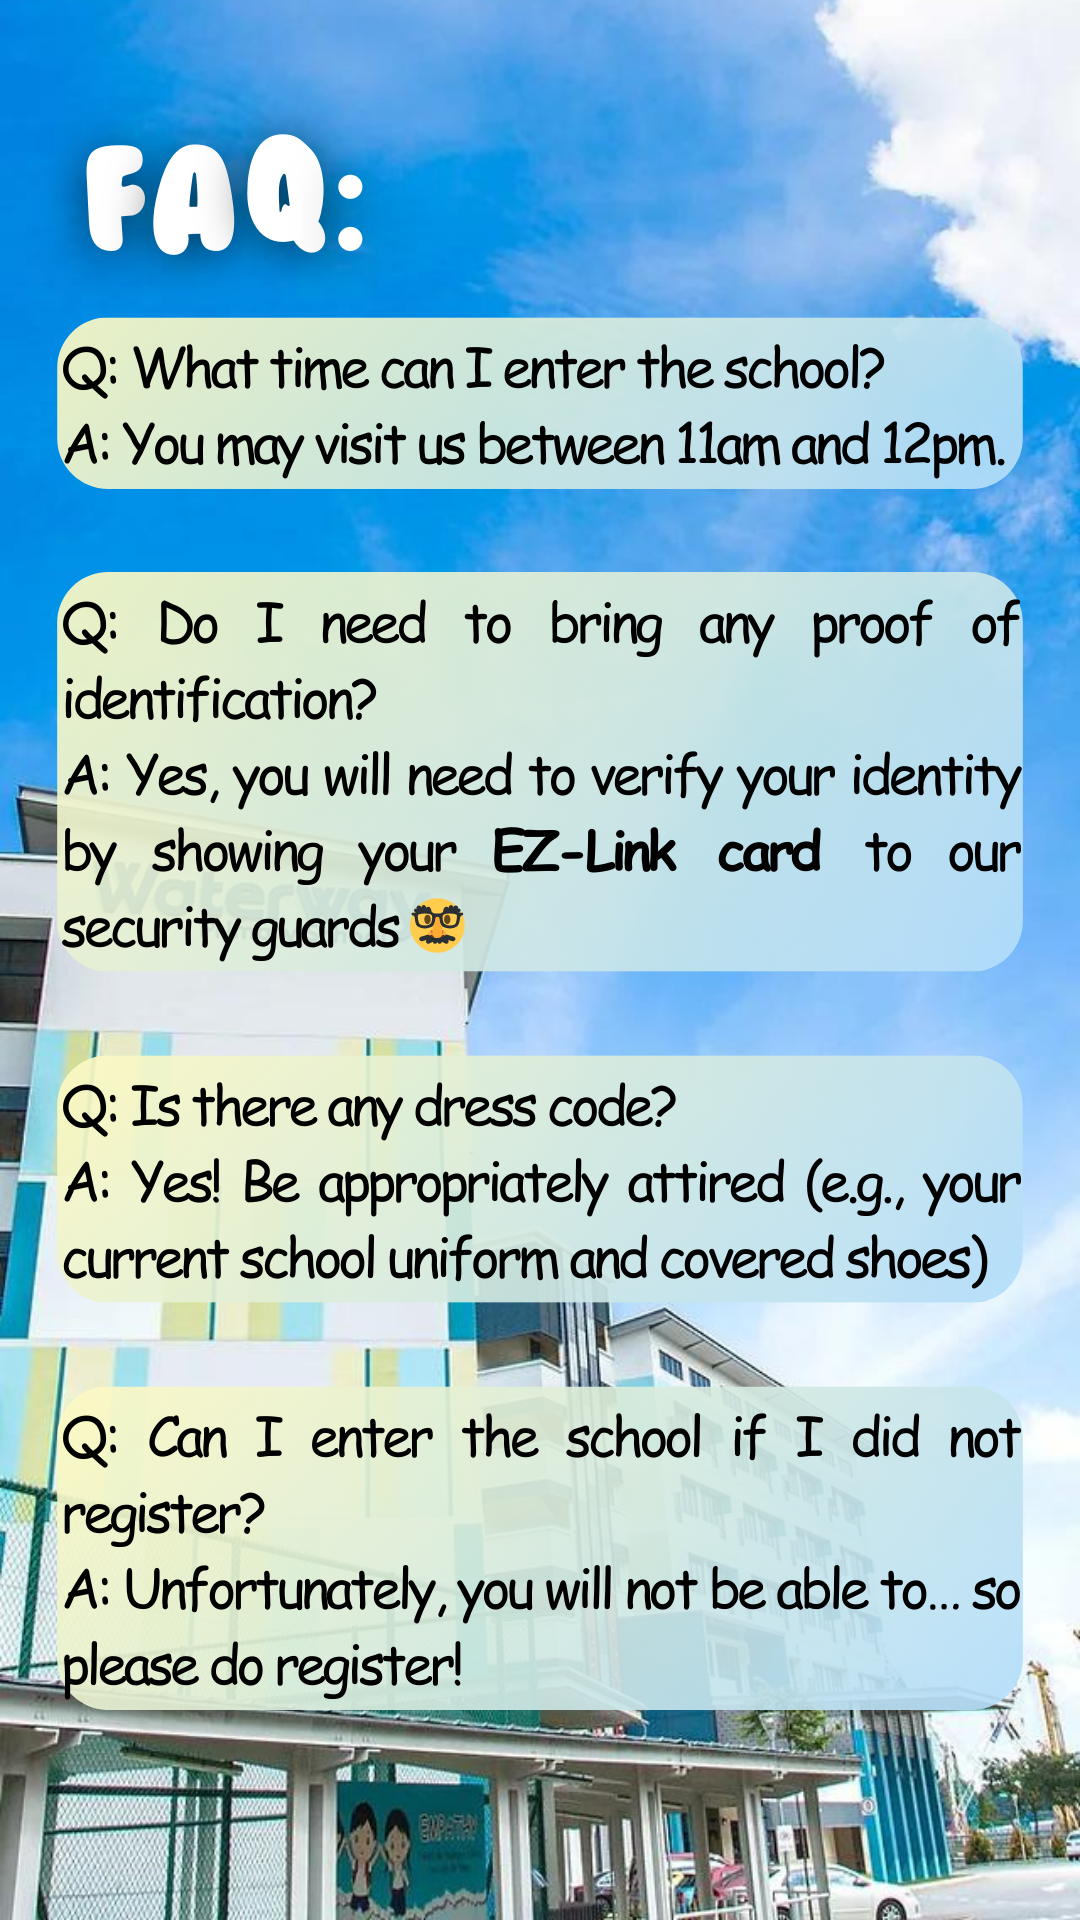 FAQ:
Q: What time can I enter the school?
A: You may visit us between 11am and 12pm.
Q: Do I need to bring any proof of
identification?
A: Yes, you will need to verify your identity
by showing your EZ-Link card to our
security guards 🥸
Q: Is there any dress code?
A: Yes! Be appropriately attired (e.g., your
current school uniform and covered shoes)
Q: Can I enter the school if I did not
register?
A: Unfortunately, you will not be able to... so
please do register!
Waterway
EMPATHY